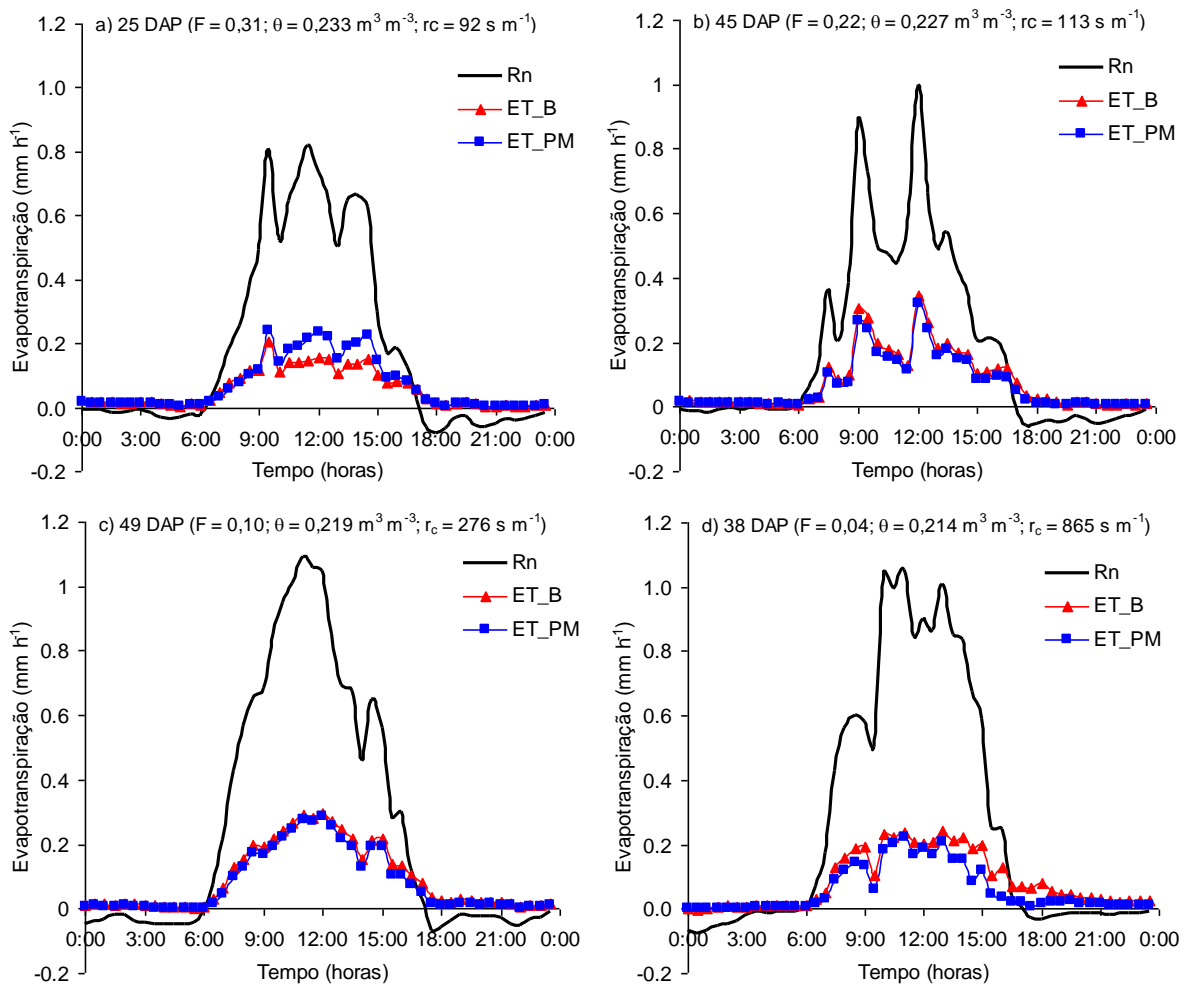 a) 25 DAP (F = 0,31; θ = 0,233 m³ m⁻³; rc = 92 s m⁻¹)
Rn
ET_B
ET_PM
Evapotranspiração (mm h⁻¹)
1.2
1.0
0.8
0.6
0.4
0.2
0.0
-0.2
0:00 3:00 6:00 9:00 12:00 15:00 18:00 21:00 0:00
Tempo (horas)
b) 45 DAP (F = 0,22; θ = 0,227 m³ m⁻³; rc = 113 s m⁻¹)
Rn
ET_B
ET_PM
Evapotranspiração (mm h⁻¹)
1.2
1
0.8
0.6
0.4
0.2
0
-0.2
0:00 3:00 6:00 9:00 12:00 15:00 18:00 21:00 0:00
Tempo (horas)
c) 49 DAP (F = 0,10; θ = 0,219 m³ m⁻³; r_c = 276 s m⁻¹)
Rn
ET_B
ET_PM
Evapotranspiração (mm h⁻¹)
1.2
1
0.8
0.6
0.4
0.2
0
-0.2
0:00 3:00 6:00 9:00 12:00 15:00 18:00 21:00 0:00
Tempo (horas)
d) 38 DAP (F = 0,04; θ = 0,214 m³ m⁻³; r_c = 865 s m⁻¹)
Rn
ET_B
ET_PM
Evapotranspiração (mm h⁻¹)
1.2
1
0.8
0.6
0.4
0.2
0
-0.2
0:00 3:00 6:00 9:00 12:00 15:00 18:00 21:00 0:00
Tempo (horas)